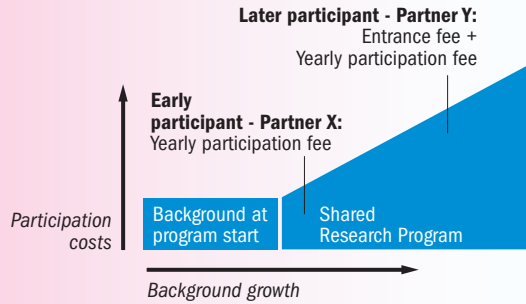 Later participant - Partner Y:
Entrance fee +
Yearly participation fee
Early
participant - Partner X:
Yearly participation fee
Participation
costs
Background at
program start
Shared
Research Program
Background growth